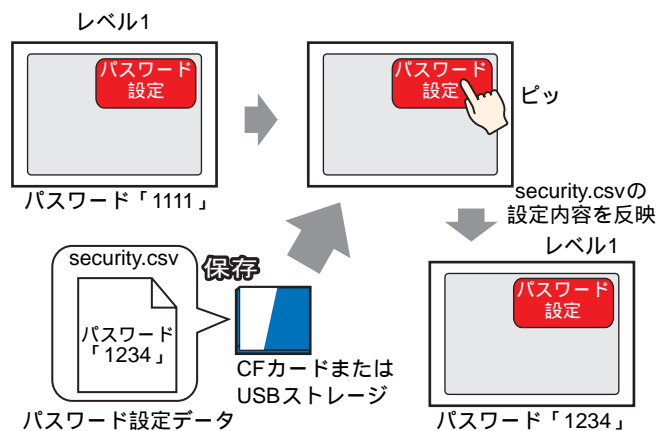 レベル1
パスワード
設定
パスワード「1111」
パスワード
設定
ピッ
security.csvの
設定内容を反映
security.csv
パスワード
「1234」
保存
CFカードまたは
USBストレージ
パスワード設定データ
レベル1
パスワード
設定
パスワード「1234」